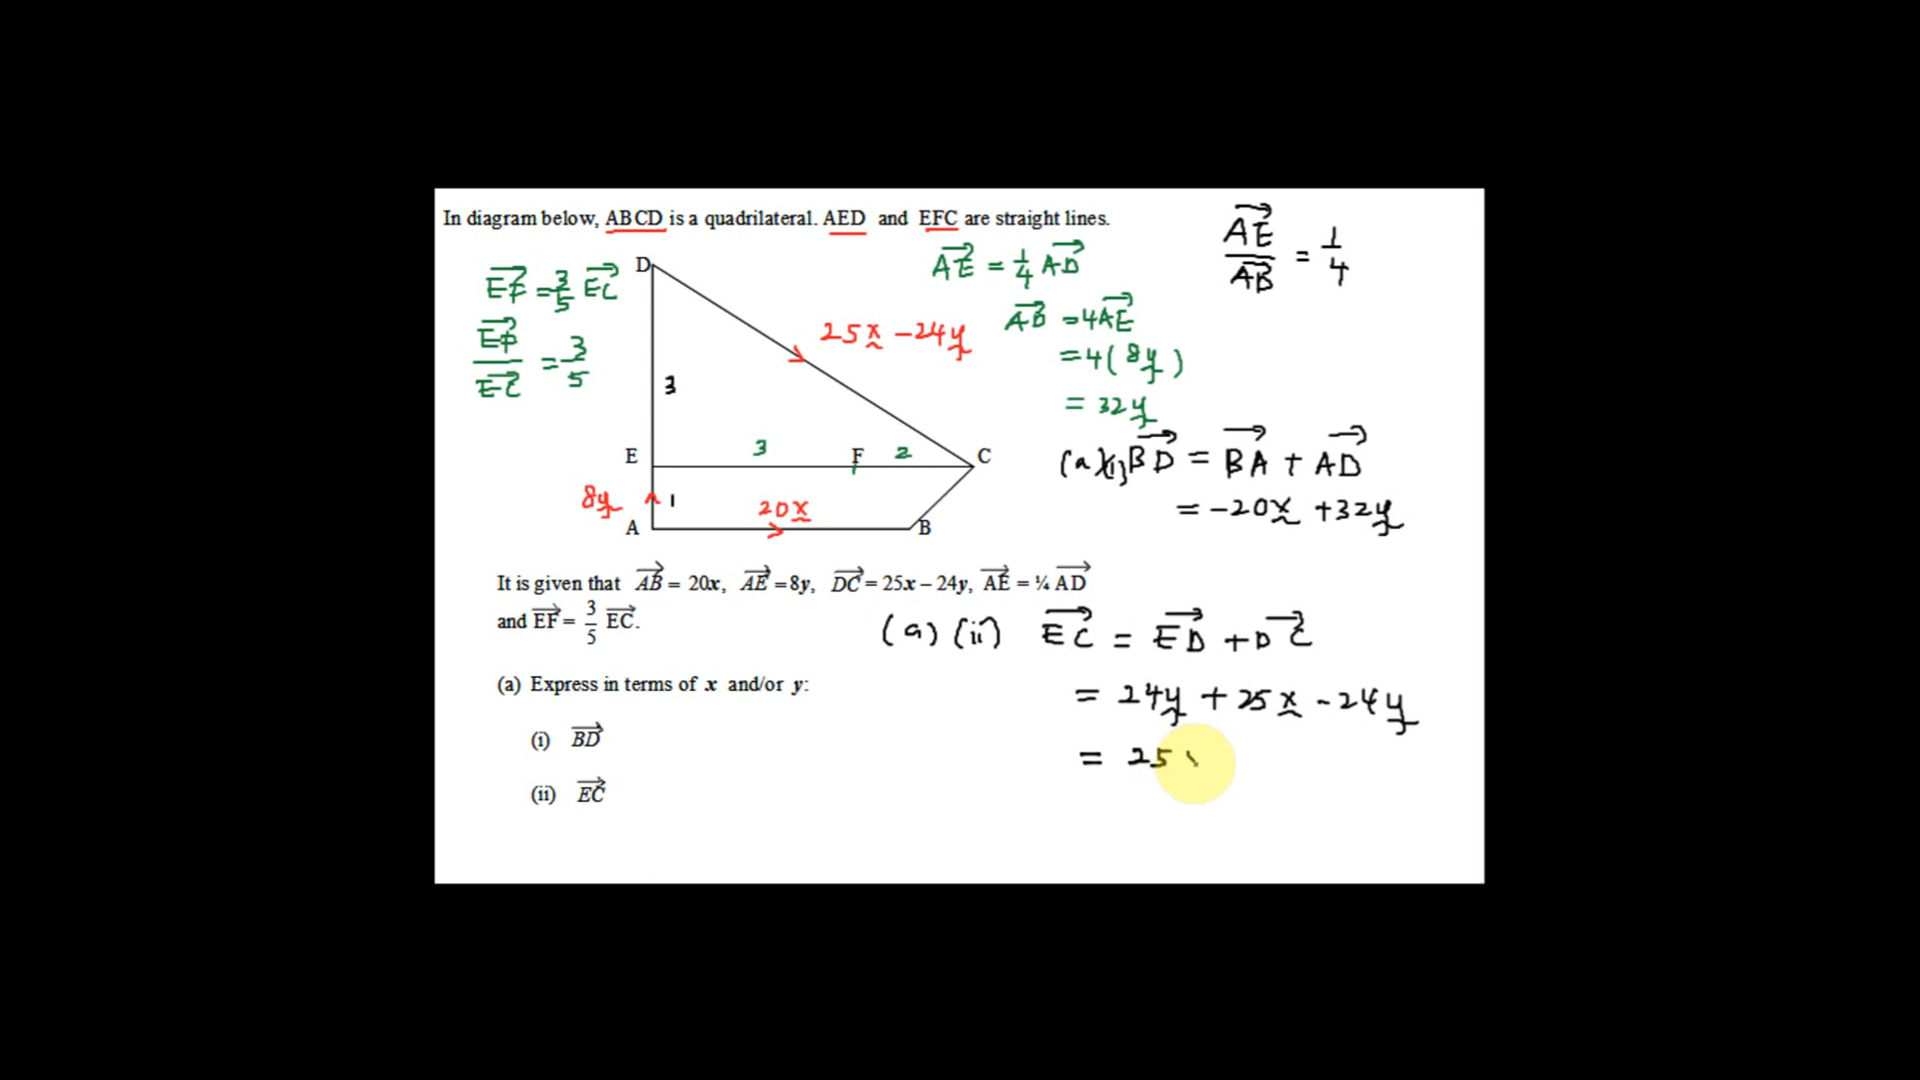 In diagram below, ABCD is a quadrilateral. AED and EFC are straight lines.
AE / AB = 1/4
EF = 3/5 EC
EF / EC = 3/5
D
AE = 1/4 AD
25x - 24y
AD = 4AE
= 4(8y)
= 32y
3
E
3
F
2
C
8y
1
20x
A
B
(a)(i) BD = BA + AD
= -20x + 32y
It is given that AB = 20x, AE = 8y, DC = 25x – 24y, AE = ¼ AD
and EF = 3/5 EC.
(a) (ii) EC = ED + DC
= 24y + 25x - 24y
= 25
(a) Express in terms of x and/or y:
(i) BD
(ii) EC